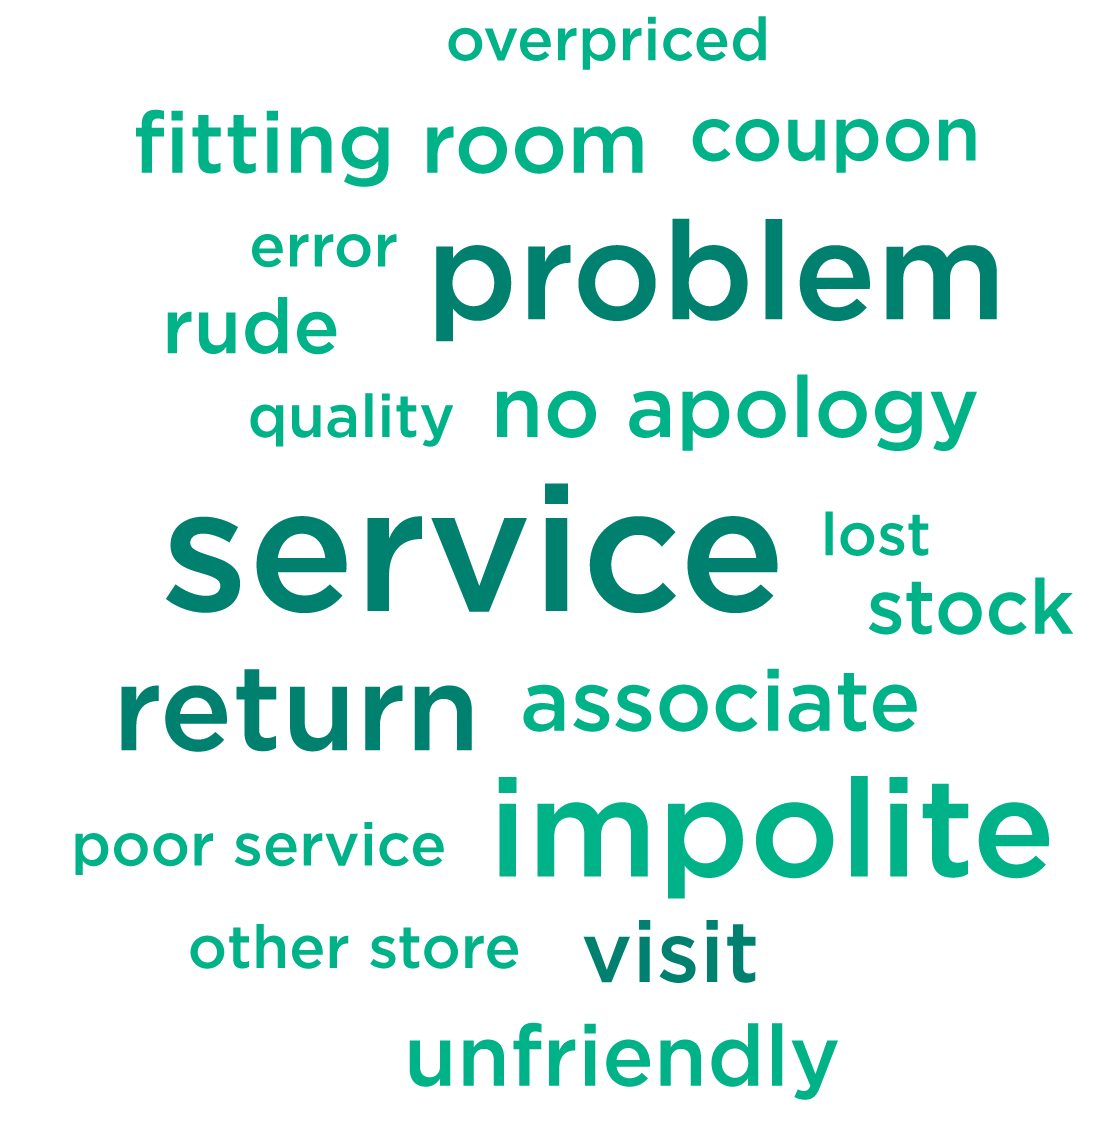 overpriced
fitting room
coupon
error
problem
rude
quality
no apology
service
lost
stock
return
associate
impolite
poor service
other store
visit
unfriendly